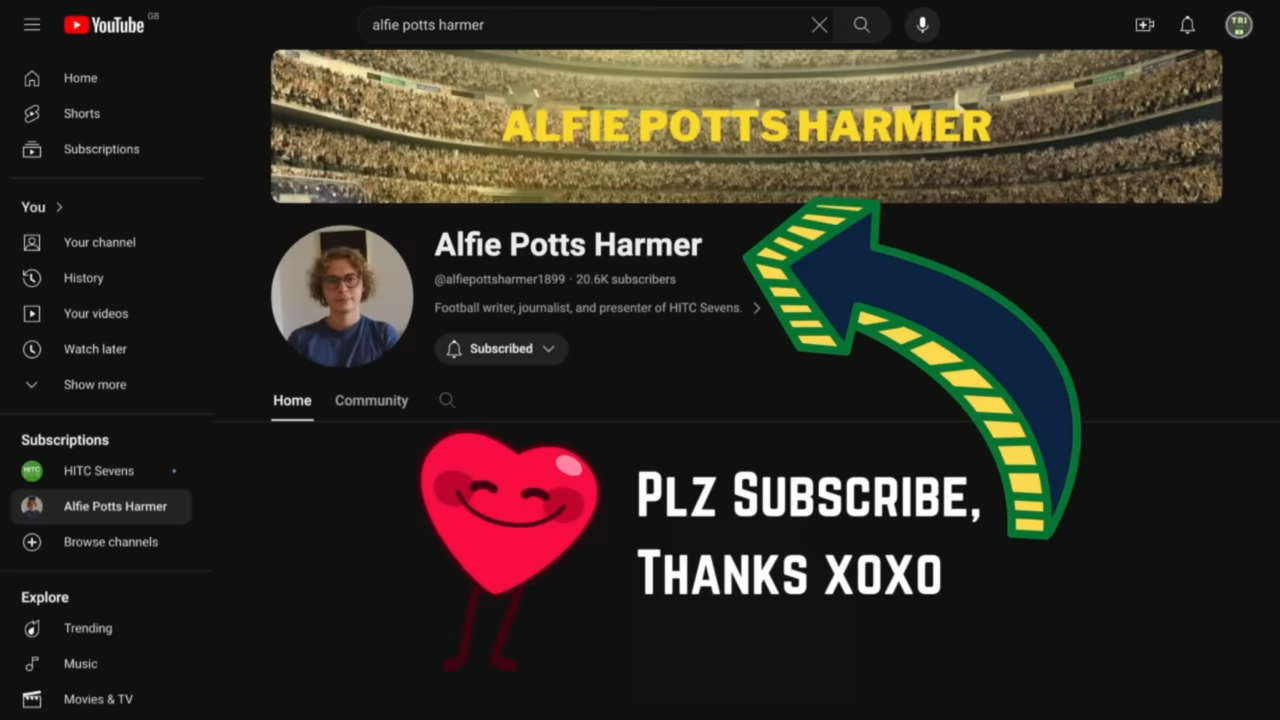 YouTube GB
alfie potts harmer
TRI
Home
Shorts
Subscriptions
You
Your channel
History
Your videos
Watch later
Show more
Subscriptions
HITC HITC Sevens
Alfie Potts Harmer
Browse channels
Explore
Trending
Music
Movies & TV
ALFIE POTTS HARMER
Alfie Potts Harmer
@alfiepottsharmer1899 · 20.6K subscribers
Football writer, journalist, and presenter of HITC Sevens.
Subscribed
Home Community
PLZ SUBSCRIBE,
THANKS XOXO